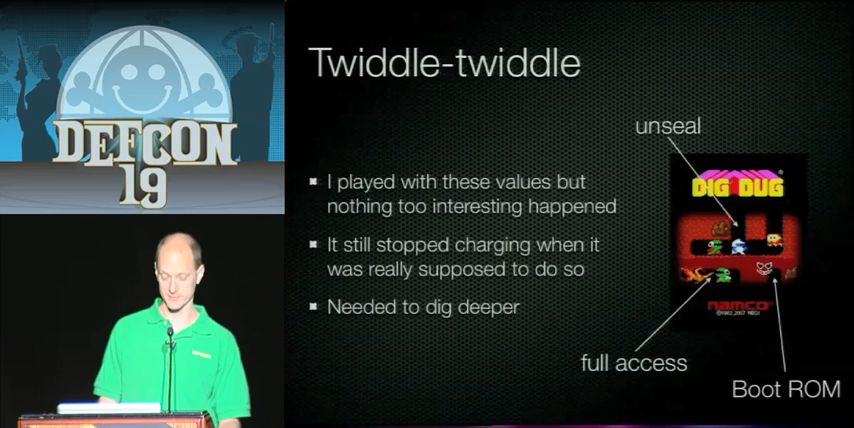 DEFCON
19
Twiddle-twiddle
I played with these values but
nothing too interesting happened
It still stopped charging when it
was really supposed to do so
Needed to dig deeper
unseal
DIG DUG
namco
full access
Boot ROM